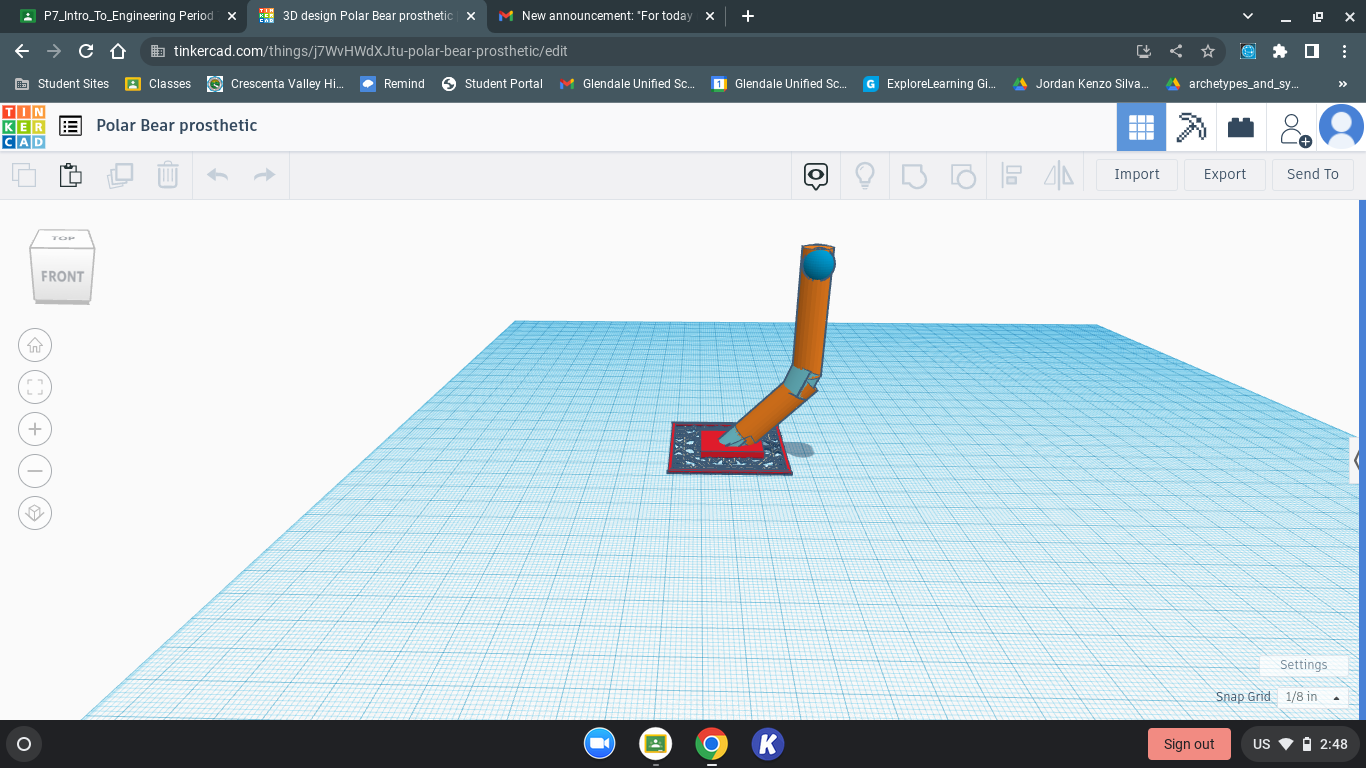 P7_Intro_To_Engineering Period
3D design Polar Bear prosthetic
New announcement: "For today
tinkercad.com/things/j7WvHWdXJtu-polar-bear-prosthetic/edit
Student Sites
Classes
Crescenta Valley Hi...
Remind
Student Portal
Glendale Unified Sc...
1
Glendale Unified Sc...
G
ExploreLearning Gi...
Jordan Kenzo Silva...
archetypes_and_sy...
»
TIN
KER
CAD
Polar Bear prosthetic
Import
Export
Send To
TOP
FRONT
Settings
Snap Grid 1/8 in
K
Sign out
US
2:48